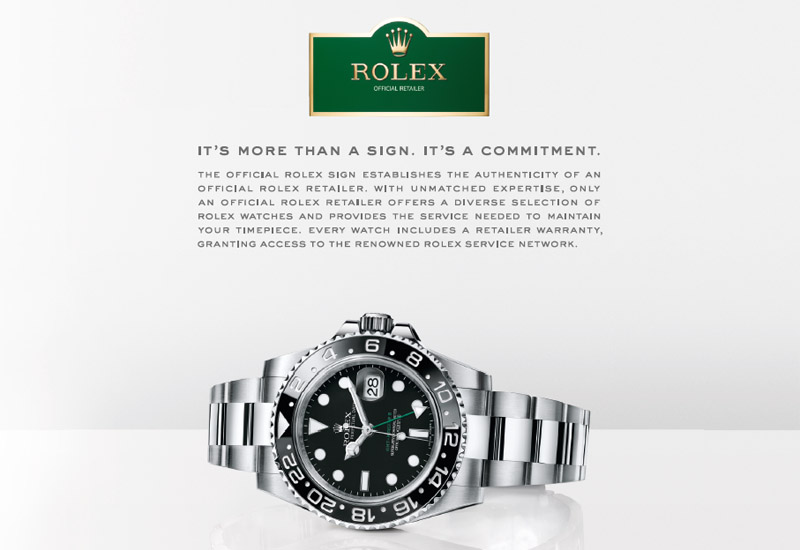 ROLEX
OFFICIAL RETAILER
IT'S MORE THAN A SIGN. IT'S A COMMITMENT.
THE OFFICIAL ROLEX SIGN ESTABLISHES THE AUTHENTICITY OF AN
OFFICIAL ROLEX RETAILER. WITH UNMATCHED EXPERTISE, ONLY
AN OFFICIAL ROLEX RETAILER OFFERS A DIVERSE SELECTION OF
ROLEX WATCHES AND PROVIDES THE SERVICE NEEDED TO MAINTAIN
YOUR TIMEPIECE. EVERY WATCH INCLUDES A RETAILER WARRANTY,
GRANTING ACCESS TO THE RENOWNED ROLEX SERVICE NETWORK.
2 4 6 8 10 12 14 16 18 20 22
28
ROLEX